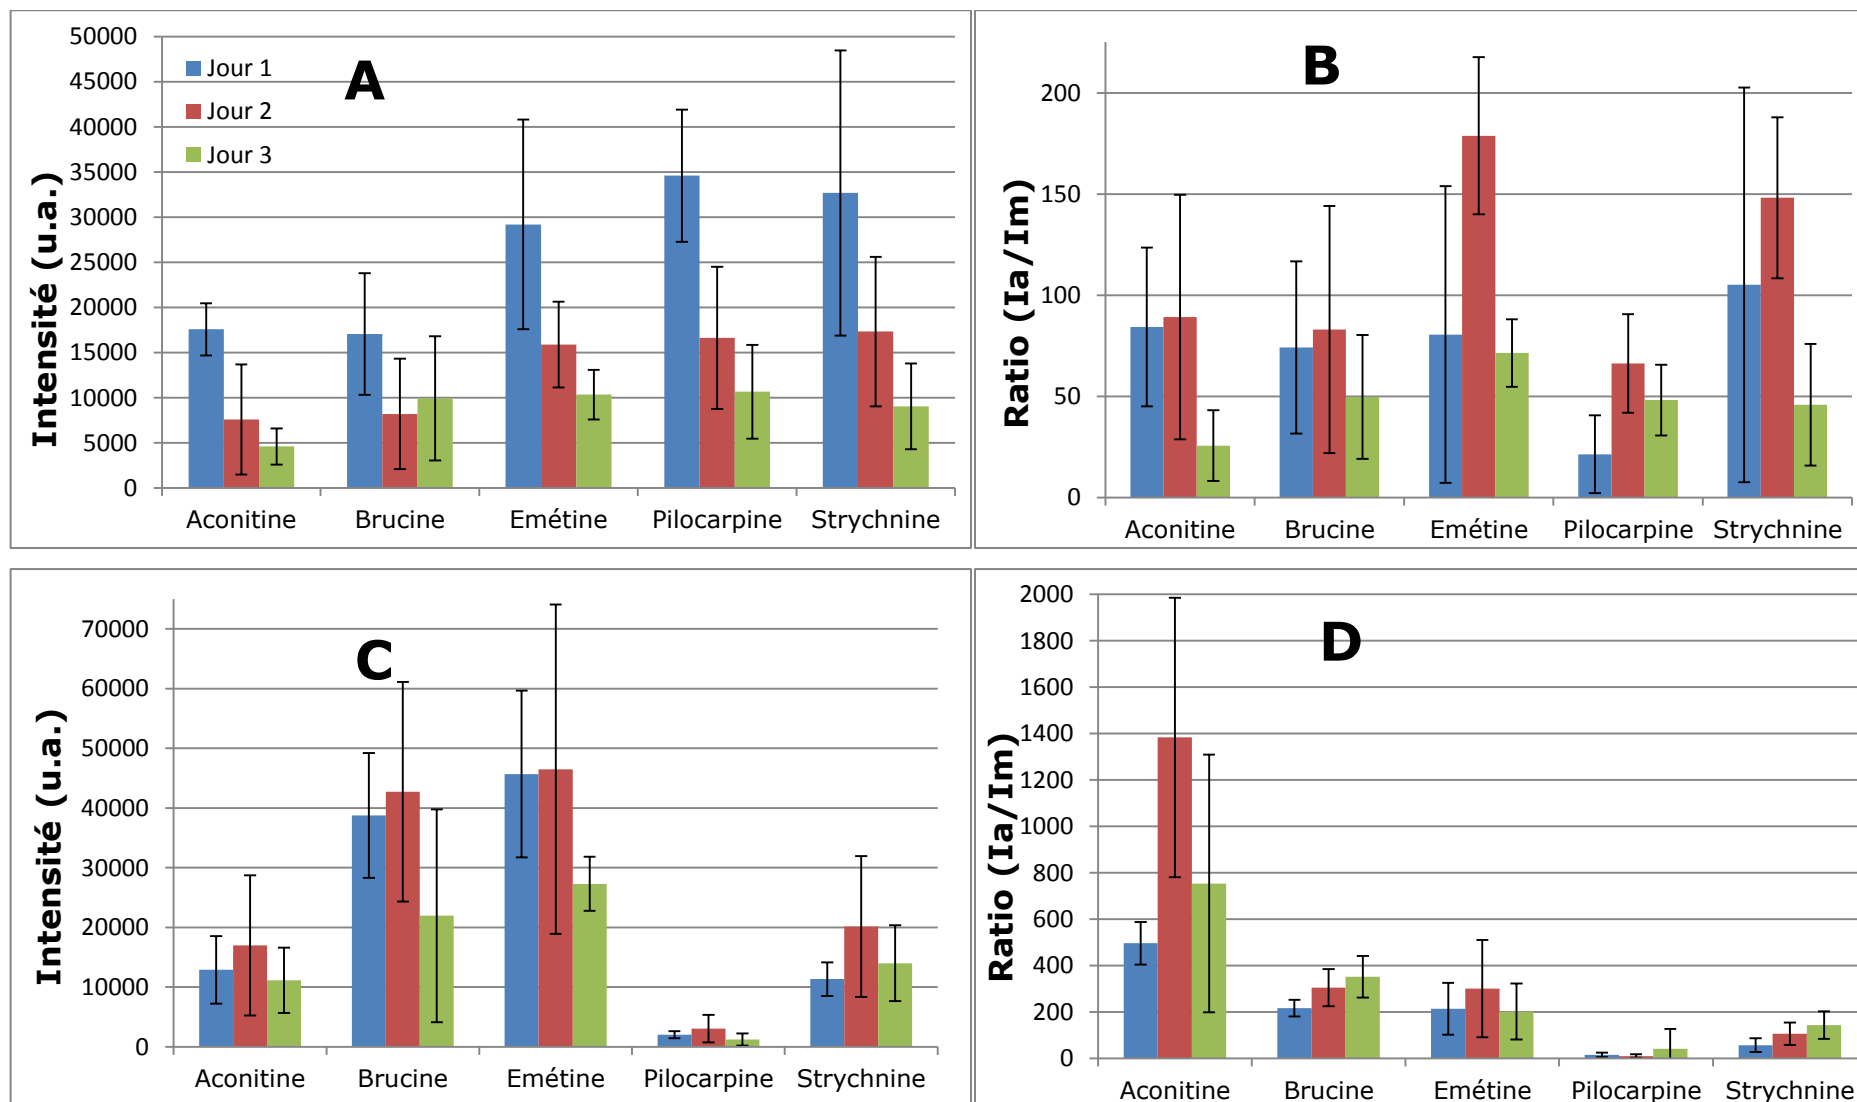 A
Intensité (u.a.)
50000
45000
40000
35000
30000
25000
20000
15000
10000
5000
0
Jour 1
Jour 2
Jour 3
Aconitine Brucine Emétine Pilocarpine Strychnine
B
Ratio (Ia/Im)
200
150
100
50
0
Aconitine Brucine Emétine Pilocarpine Strychnine
C
Intensité (u.a.)
70000
60000
50000
40000
30000
20000
10000
0
Aconitine Brucine Emétine Pilocarpine Strychnine
D
Ratio (Ia/Im)
2000
1800
1600
1400
1200
1000
800
600
400
200
0
Aconitine Brucine Emétine Pilocarpine Strychnine